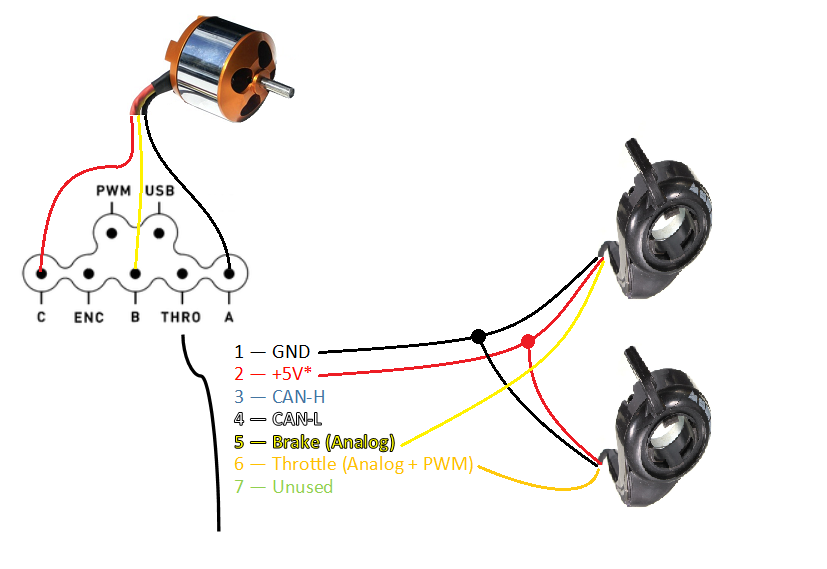 PWM USB
C ENC B THRO A
1 — GND
2 — +5V*
3 — CAN-H
4 — CAN-L
5 — Brake (Analog)
6 — Throttle (Analog + PWM)
7 — Unused